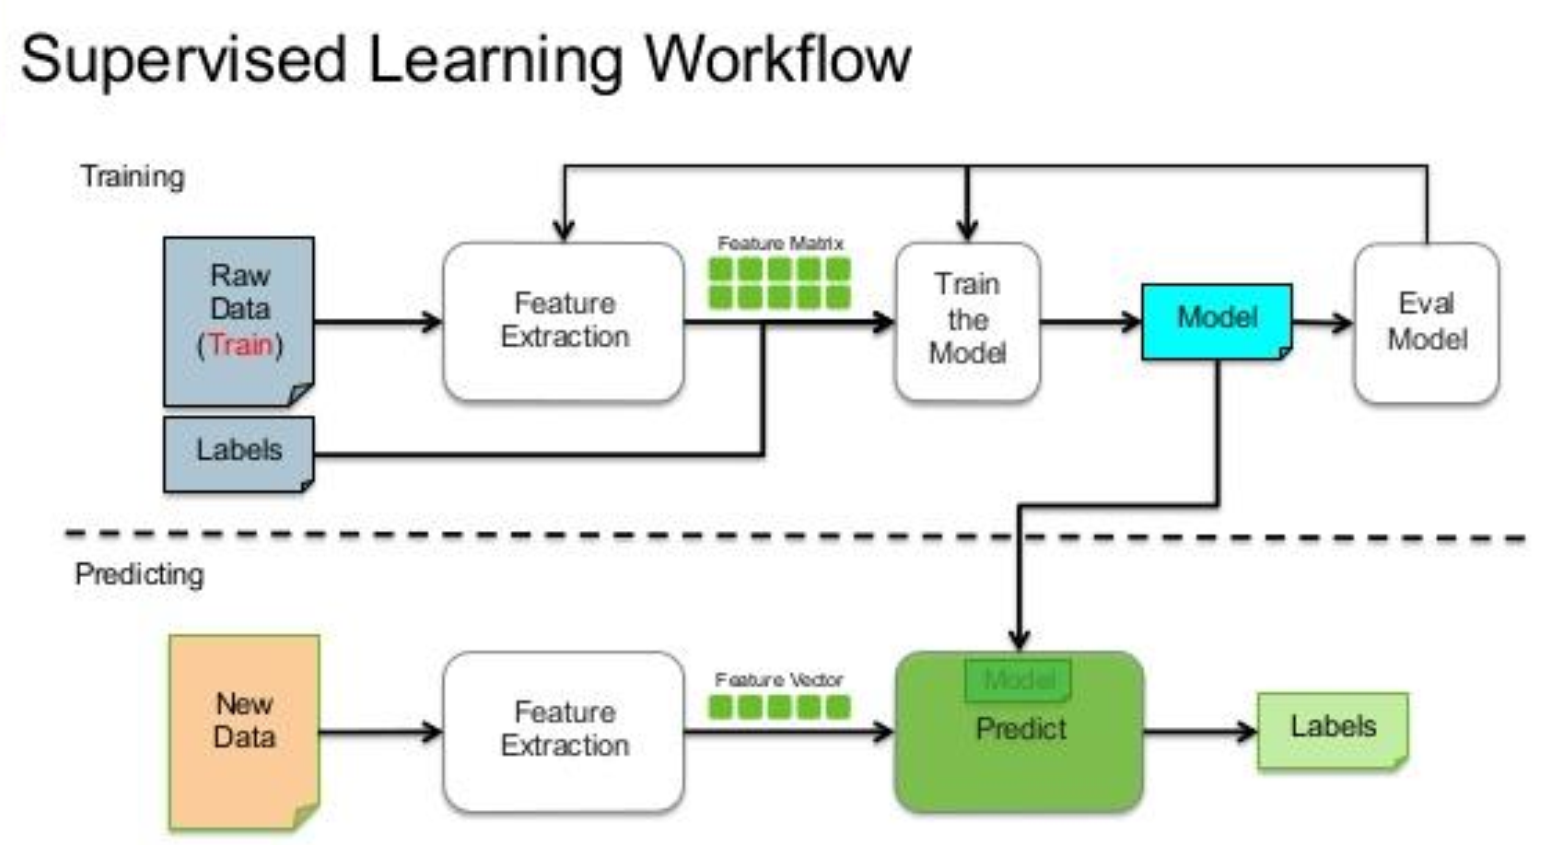 Supervised Learning Workflow
Training
Raw
Data
(Train)
Labels
Feature
Extraction
Feature Matrix
Train
the
Model
Model
Eval
Model
Predicting
New
Data
Feature
Extraction
Feature Vector
Model
Predict
Labels